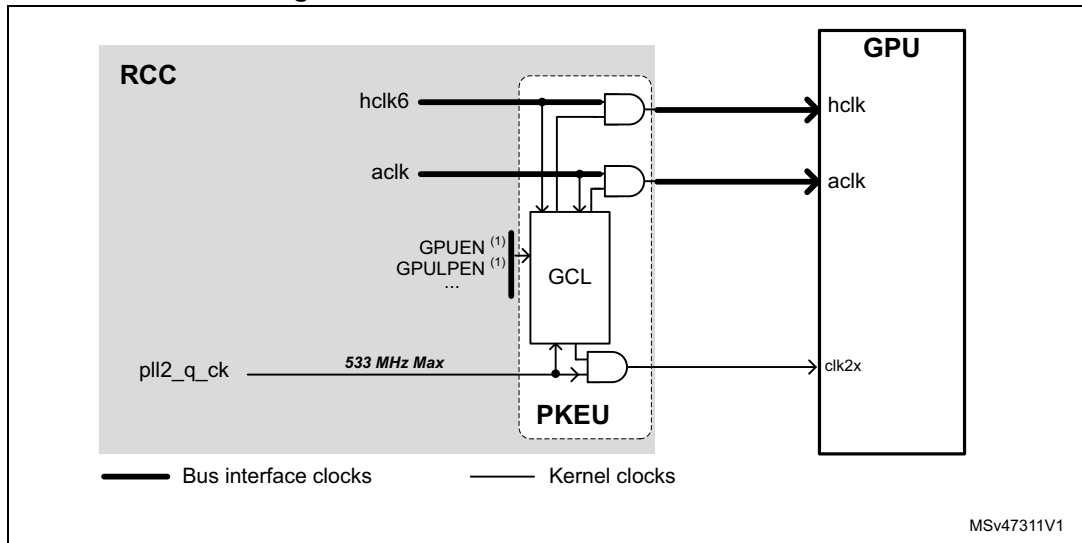 RCC
GPU
PKEU
hclk6
hclk
aclk
aclk
GPUEN (1)
GPULPEN (1)
...
GCL
pll2_q_ck
533 MHz Max
clk2x
Bus interface clocks
Kernel clocks
MSv47311V1